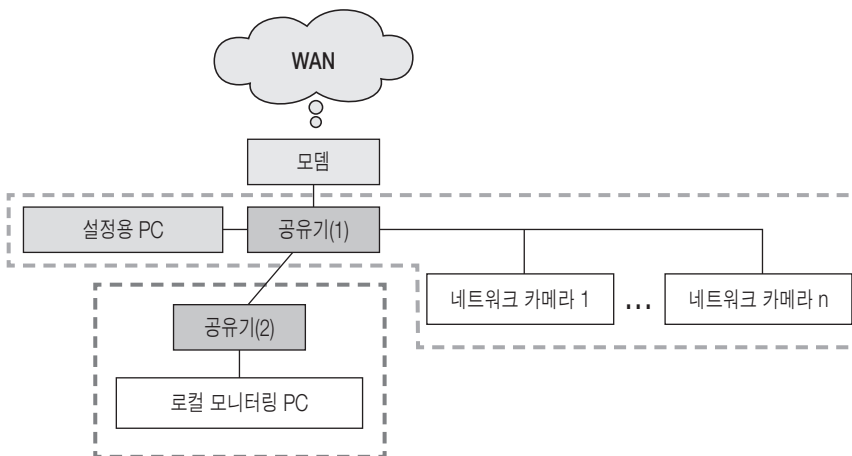 WAN
모뎀
설정용 PC
공유기(1)
네트워크 카메라 1
...
네트워크 카메라 n
공유기(2)
로컬 모니터링 PC